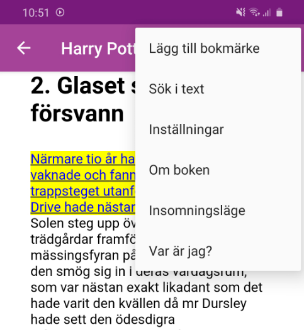 10:51
Harry Pott
Lägg till bokmärke
Sök i text
Inställningar
Om boken
Insomningsläge
Var är jag?
2. Glaset s
försvann
Närmare tio år ha
vaknade och fann
trappsteget utanf
Drive hade nästan
Solen steg upp öv
trädgårdar framfö
mässingsfyran på
den smög sig in i deras vardagsrum,
som var nästan exakt likadant som det
hade varit den kvällen då mr Dursley
hade sett den ödesdigra